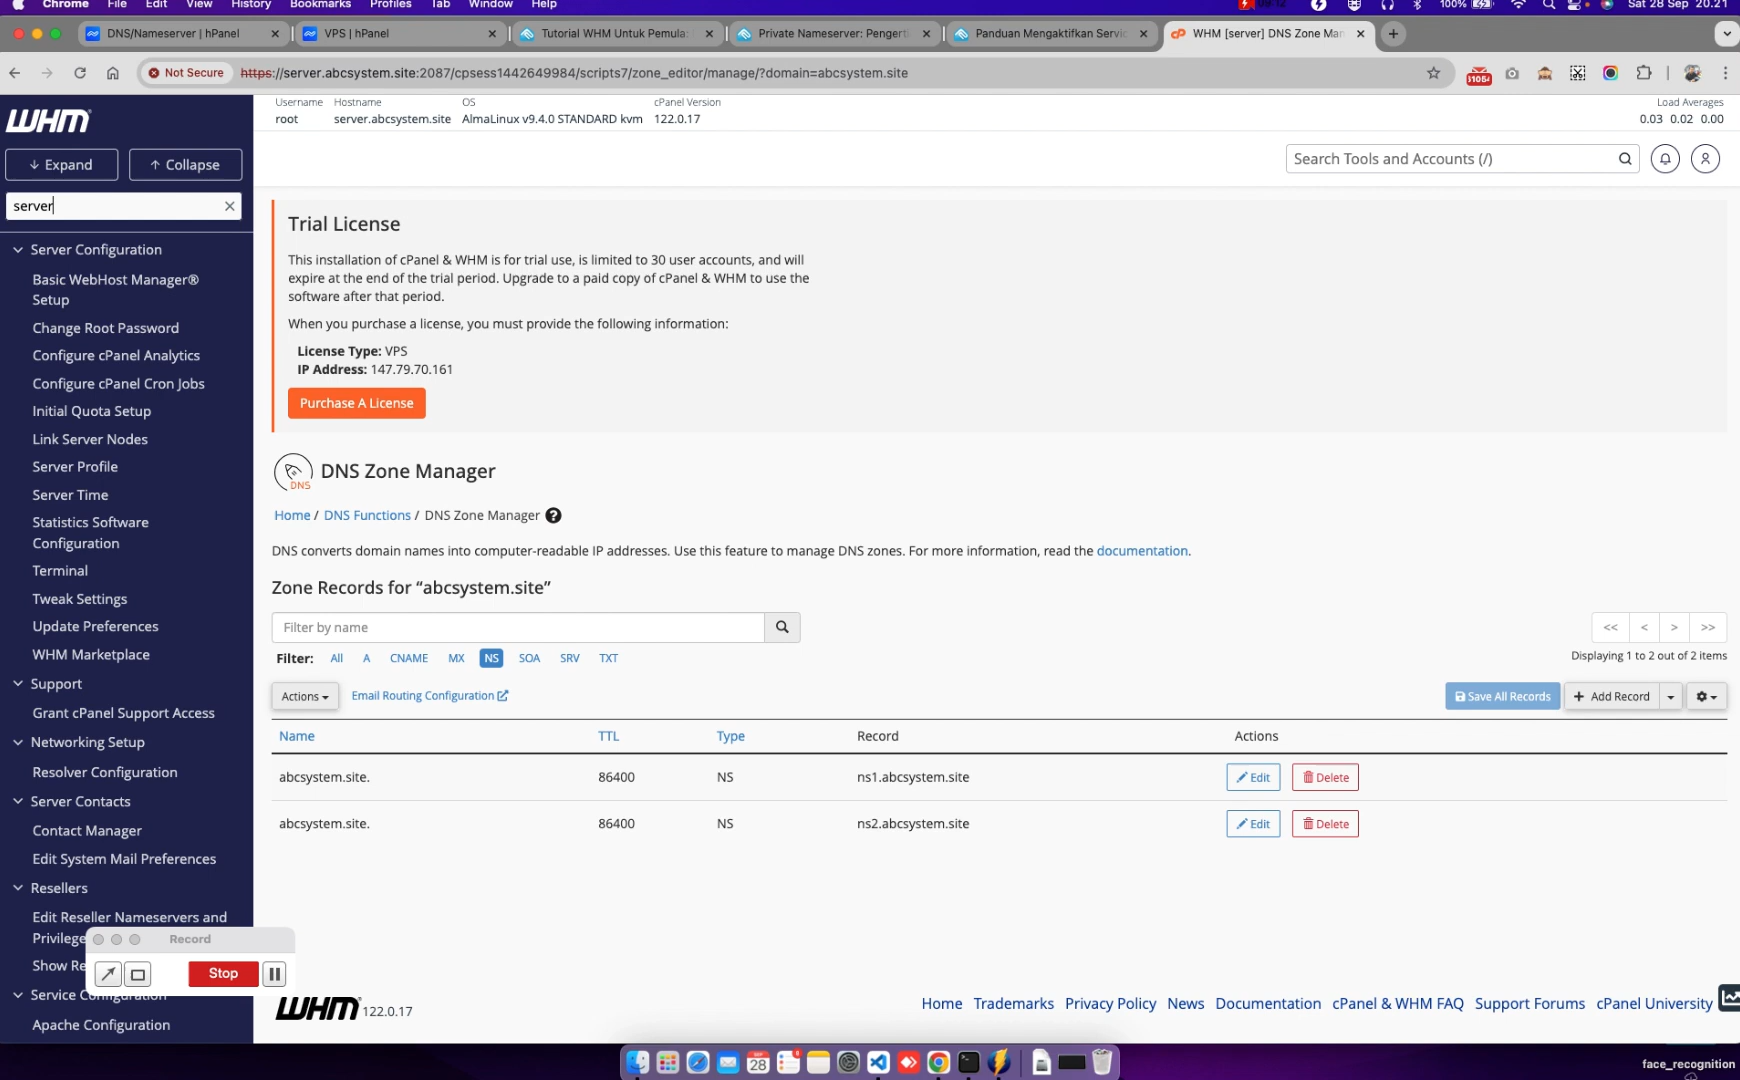 Chrome File Edit View History Bookmarks Profiles Tab Window Help
09:12 100% Sat 28 Sep 20.21
DNS/Nameserver | hPanel
VPS | hPanel
Tutorial WHM Untuk Pemula:
Private Nameserver: Pengert
Panduan Mengaktifkan Servic
WHM [server] DNS Zone Man
Not Secure https://server.abcsystem.site:2087/cpsess1442649984/scripts7/zone_editor/manage/?domain=abcsystem.site
WHM
Expand
Collapse
server
Server Configuration
Basic WebHost Manager®
Setup
Change Root Password
Configure cPanel Analytics
Configure cPanel Cron Jobs
Initial Quota Setup
Link Server Nodes
Server Profile
Server Time
Statistics Software
Configuration
Terminal
Tweak Settings
Update Preferences
WHM Marketplace
Support
Grant cPanel Support Access
Networking Setup
Resolver Configuration
Server Contacts
Contact Manager
Edit System Mail Preferences
Resellers
Edit Reseller Nameservers and
Privilege
Show Re
Service Configuration
Apache Configuration
Record
Stop
Username Hostname OS cPanel Version
root server.abcsystem.site AlmaLinux v9.4.0 STANDARD kvm 122.0.17
Load Averages
0.03 0.02 0.00
Search Tools and Accounts (/)
Trial License
This installation of cPanel & WHM is for trial use, is limited to 30 user accounts, and will
expire at the end of the trial period. Upgrade to a paid copy of cPanel & WHM to use the
software after that period.
When you purchase a license, you must provide the following information:
License Type: VPS
IP Address: 147.79.70.161
Purchase A License
DNS
DNS Zone Manager
Home / DNS Functions / DNS Zone Manager
DNS converts domain names into computer-readable IP addresses. Use this feature to manage DNS zones. For more information, read the documentation.
Zone Records for “abcsystem.site”
Filter by name
<< < > >>
Filter: All A CNAME MX NS SOA SRV TXT
Displaying 1 to 2 out of 2 items
Actions Email Routing Configuration
Save All Records + Add Record
Name TTL Type Record Actions
abcsystem.site. 86400 NS ns1.abcsystem.site Edit Delete
abcsystem.site. 86400 NS ns2.abcsystem.site Edit Delete
WHM 122.0.17
Home Trademarks Privacy Policy News Documentation cPanel & WHM FAQ Support Forums cPanel University
SEP
28
face_recognition